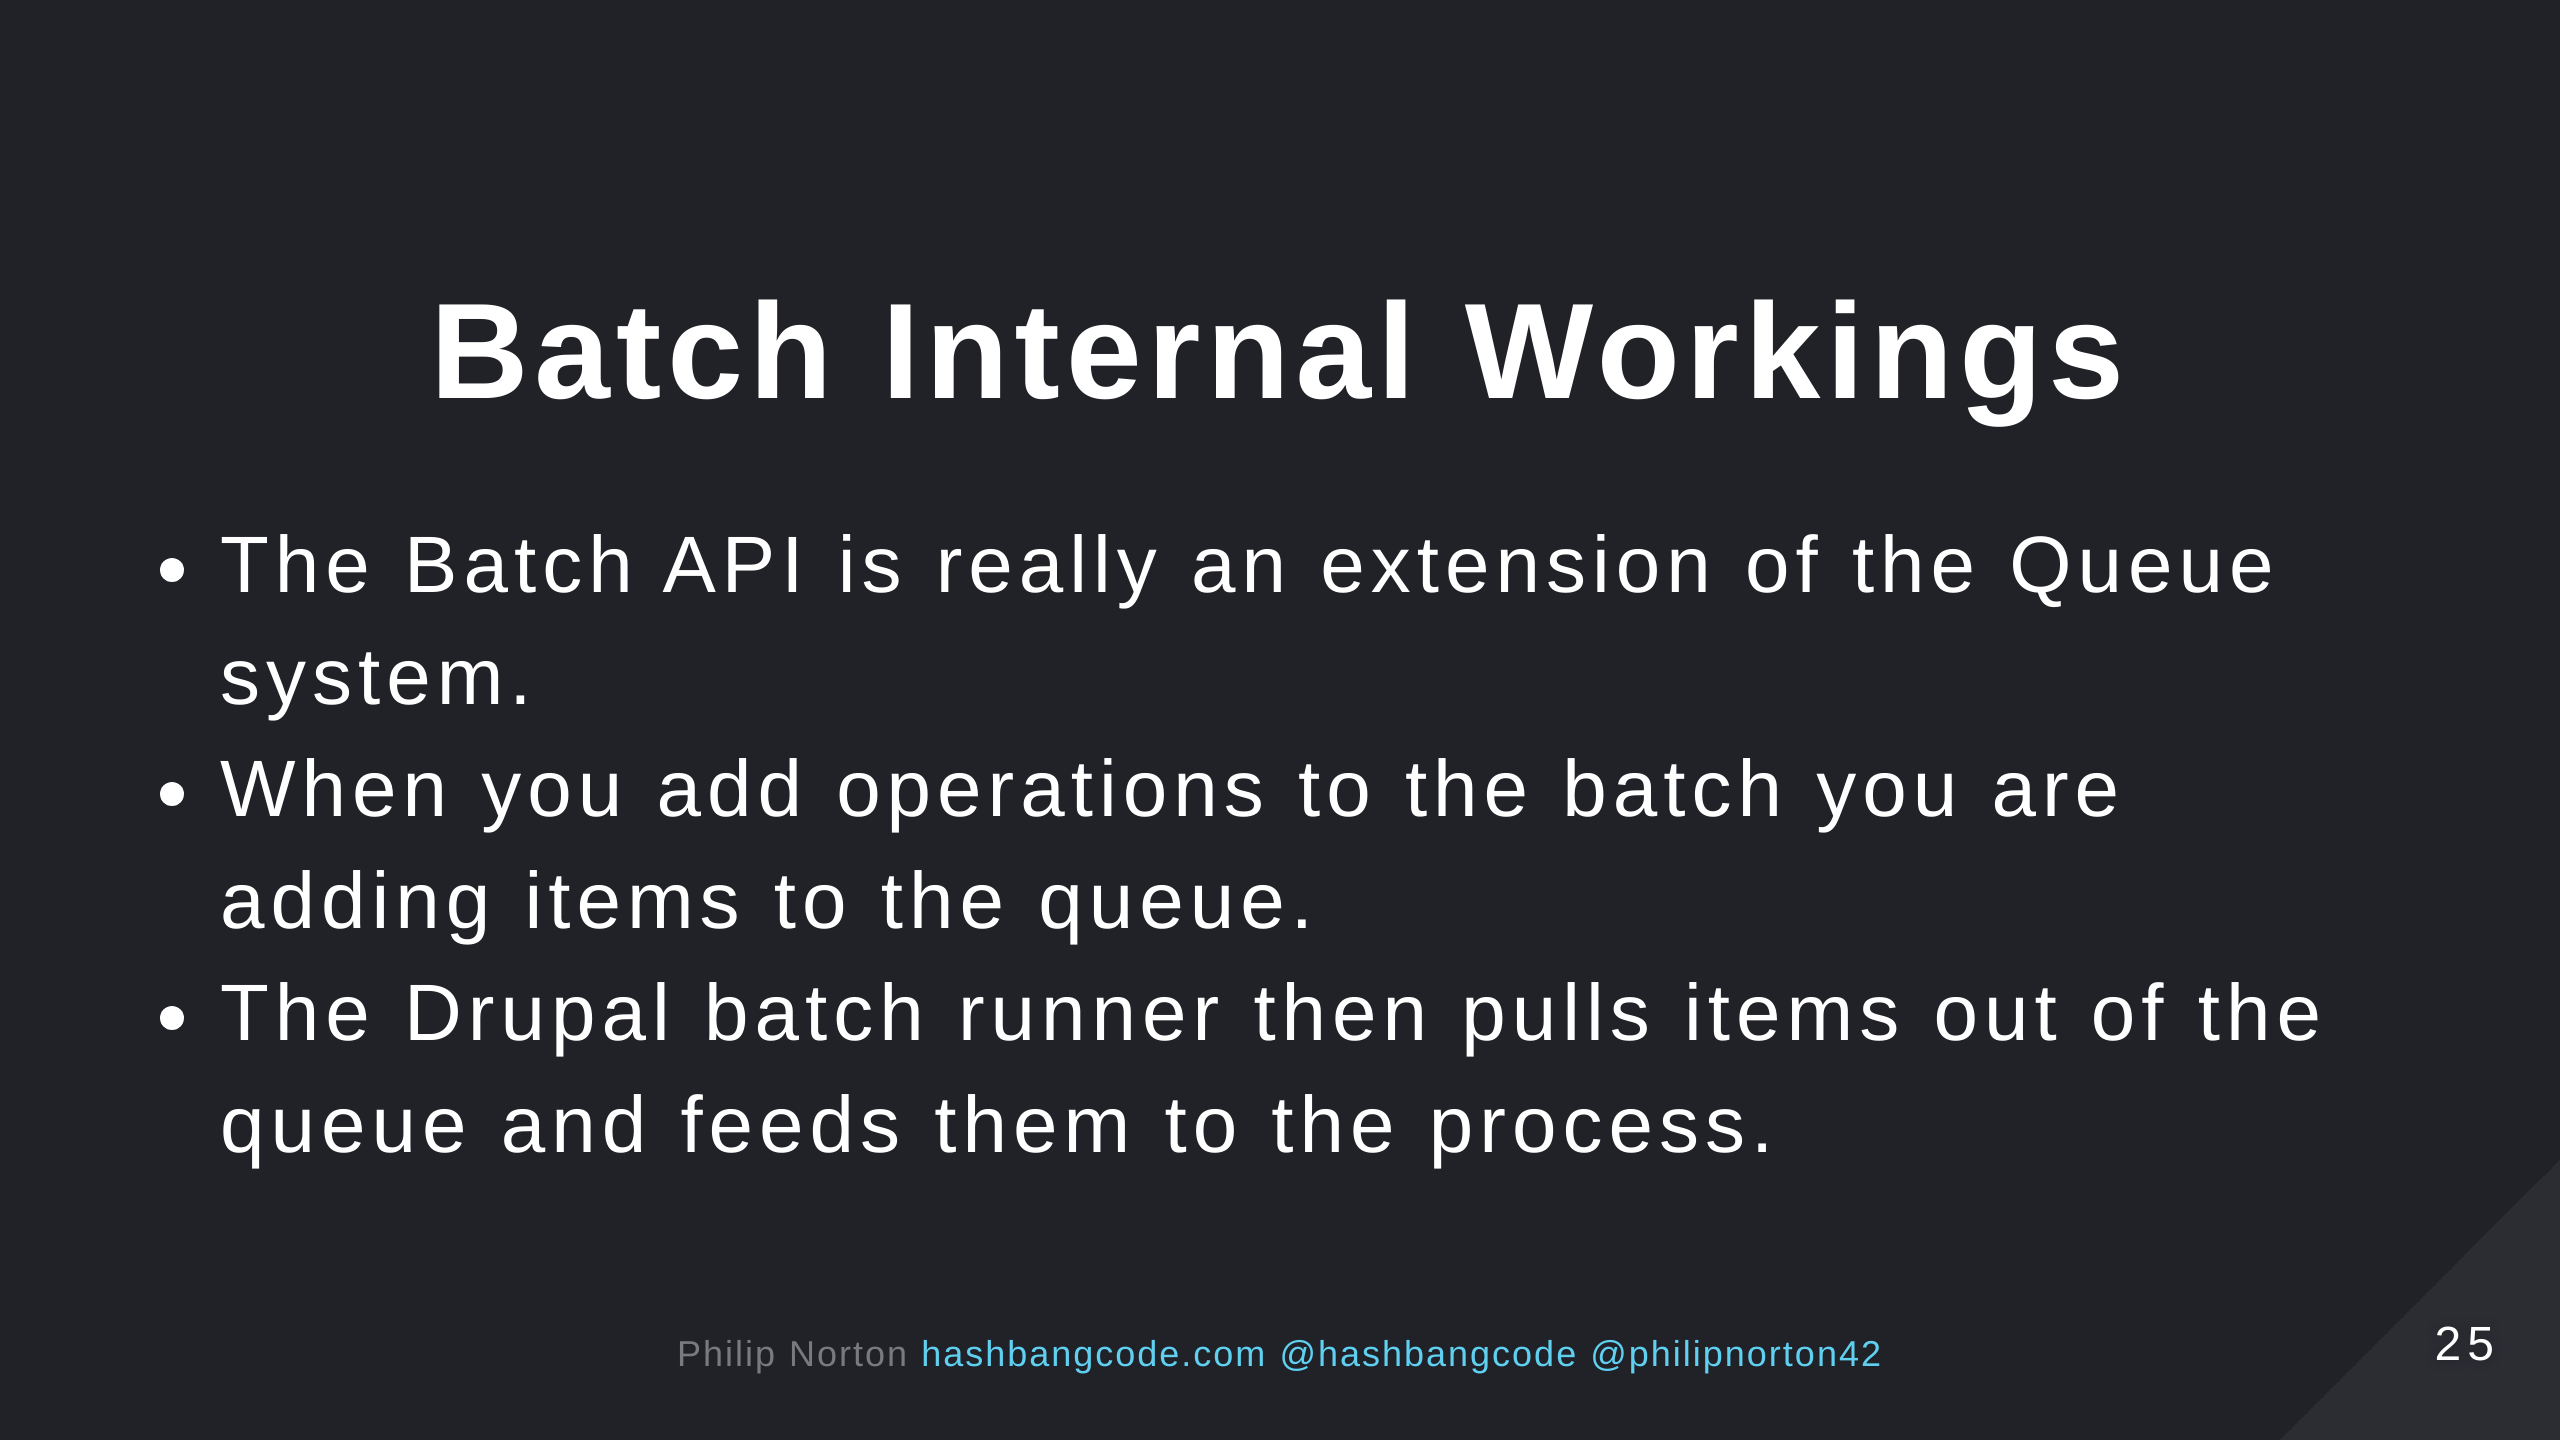 Batch Internal Workings
• The Batch API is really an extension of the Queue
system.
• When you add operations to the batch you are
adding items to the queue.
• The Drupal batch runner then pulls items out of the
queue and feeds them to the process.
Philip Norton hashbangcode.com @hashbangcode @philipnorton42
25